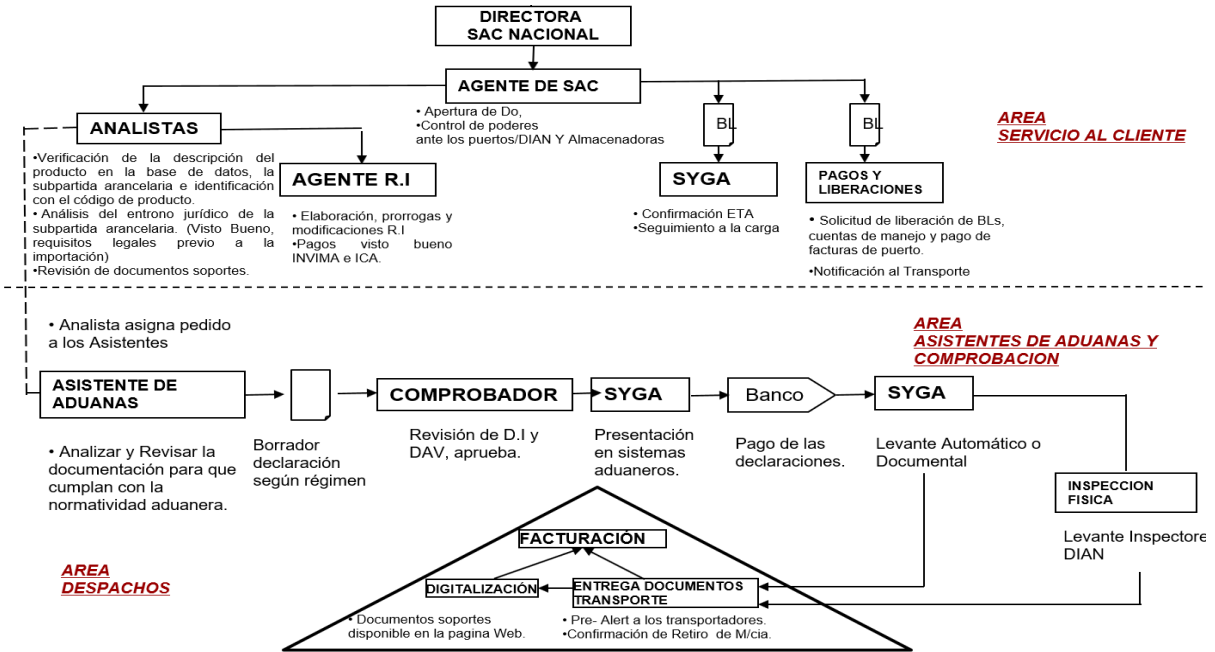 DIRECTORA
SAC NACIONAL
AGENTE DE SAC
• Apertura de Do,
•Control de poderes
ante los puertos/DIAN Y Almacenadoras
BL
BL
AREA
SERVICIO AL CLIENTE
ANALISTAS
•Verificación de la descripción del
producto en la base de datos, la
subpartida arancelaria e identificación
con el código de producto.
•Análisis del entrono jurídico de la
subpartida arancelaria. (Visto Bueno,
requisitos legales previo a la
importación)
•Revisión de documentos soportes.
AGENTE R.I
• Elaboración, prorrogas y
modificaciones R.I
•Pagos visto bueno
INVIMA e ICA.
SYGA
• Confirmación ETA
•Seguimiento a la carga
PAGOS Y
LIBERACIONES
• Solicitud de liberación de BLs,
cuentas de manejo y pago de
facturas de puerto.
•Notificación al Transporte
• Analista asigna pedido
a los Asistentes
AREA
ASISTENTES DE ADUANAS Y
COMPROBACION
ASISTENTE DE
ADUANAS
• Analizar y Revisar la
documentación para que
cumplan con la
normatividad aduanera.
Borrador
declaración
según régimen
COMPROBADOR
Revisión de D.I y
DAV, aprueba.
SYGA
Presentación
en sistemas
aduaneros.
Banco
Pago de las
declaraciones.
SYGA
Levante Automático o
Documental
INSPECCION
FISICA
Levante Inspectore
DIAN
AREA
DESPACHOS
FACTURACIÓN
DIGITALIZACIÓN
• Documentos soportes
disponible en la pagina Web.
ENTREGA DOCUMENTOS
TRANSPORTE
• Pre- Alert a los transportadores.
•Confirmación de Retiro de M/cia.